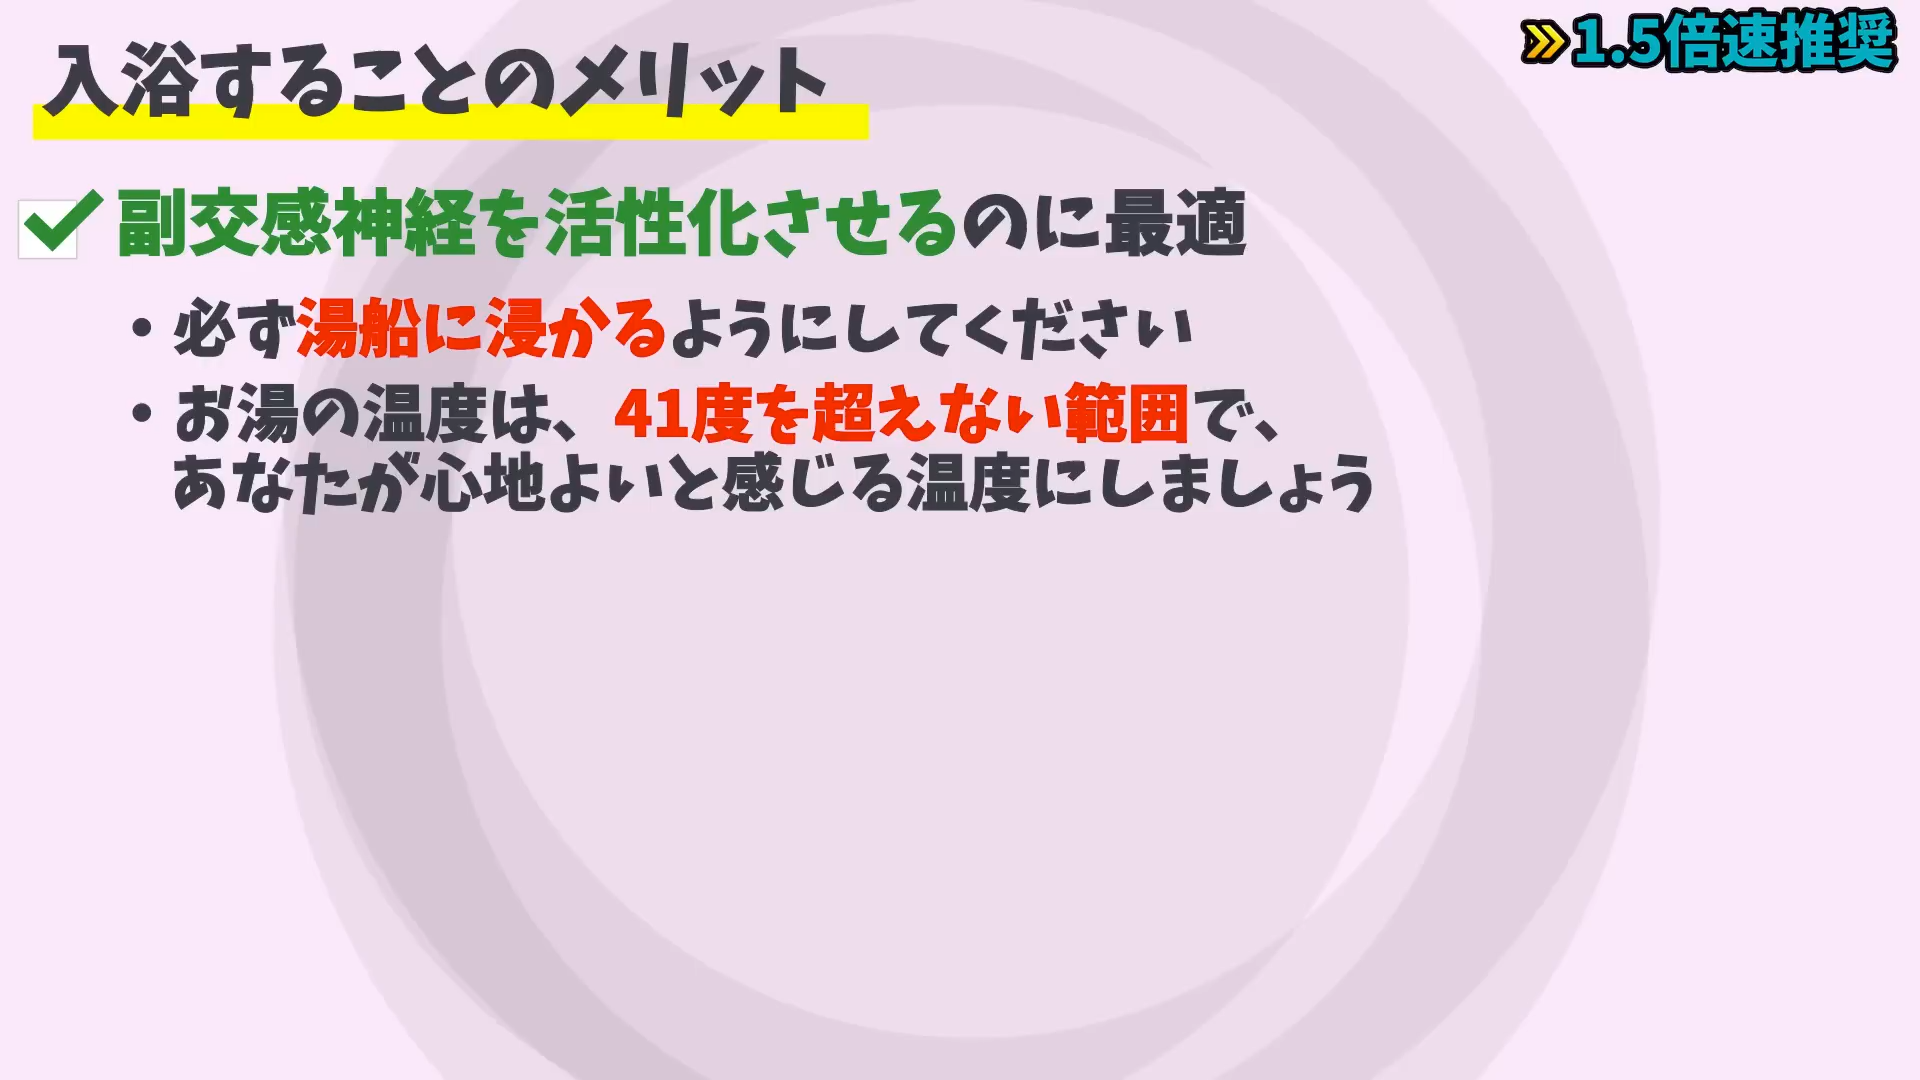 入浴することのメリット
1.5倍速推奨
副交感神経を活性化させるのに最適
・必ず湯船に浸かるようにしてください
・お湯の温度は、41度を超えない範囲で、
あなたが心地よいと感じる温度にしましょう